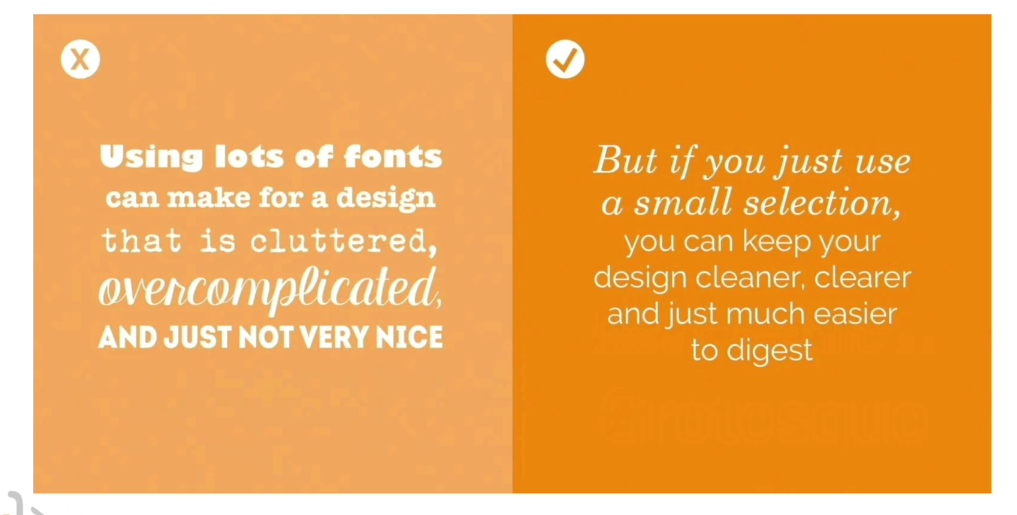 X
Using lots of fonts
can make for a design
that is cluttered,
overcomplicated,
AND JUST NOT VERY NICE
But if you just use
a small selection,
you can keep your
design cleaner, clearer
and just much easier
to digest